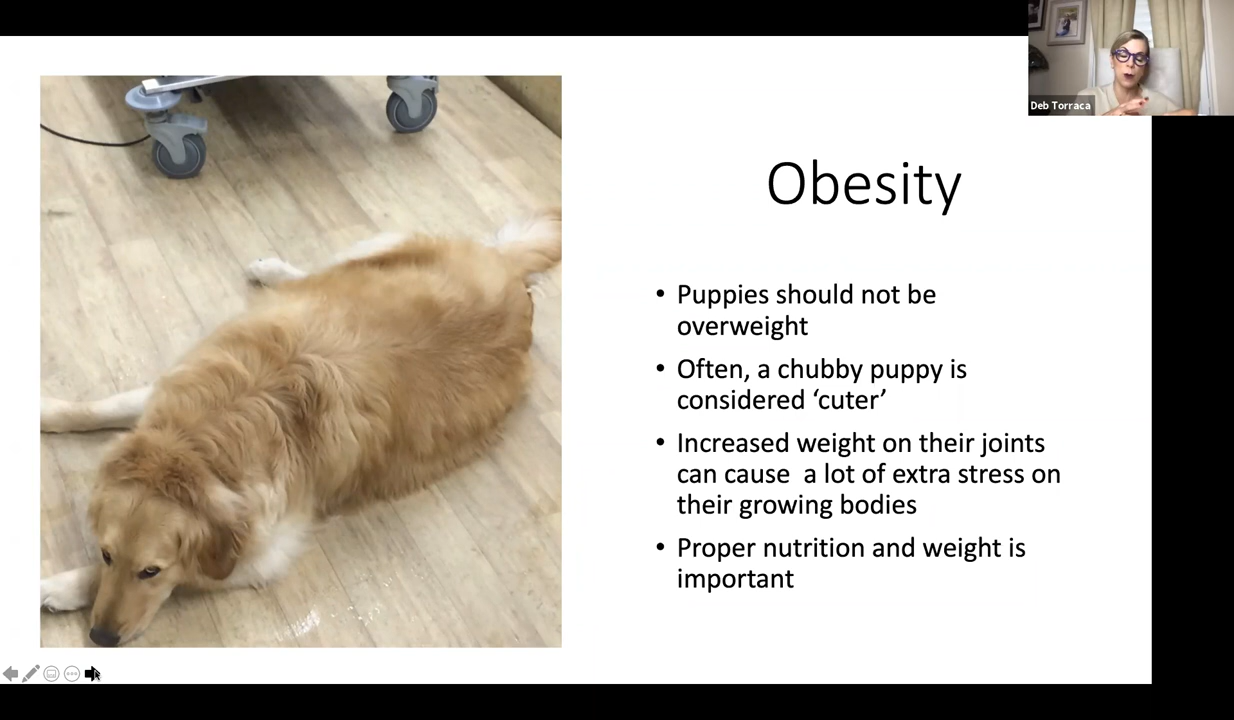 Deb Torraca
Obesity
• Puppies should not be
overweight
• Often, a chubby puppy is
considered ‘cuter’
• Increased weight on their joints
can cause  a lot of extra stress on
their growing bodies
• Proper nutrition and weight is
important